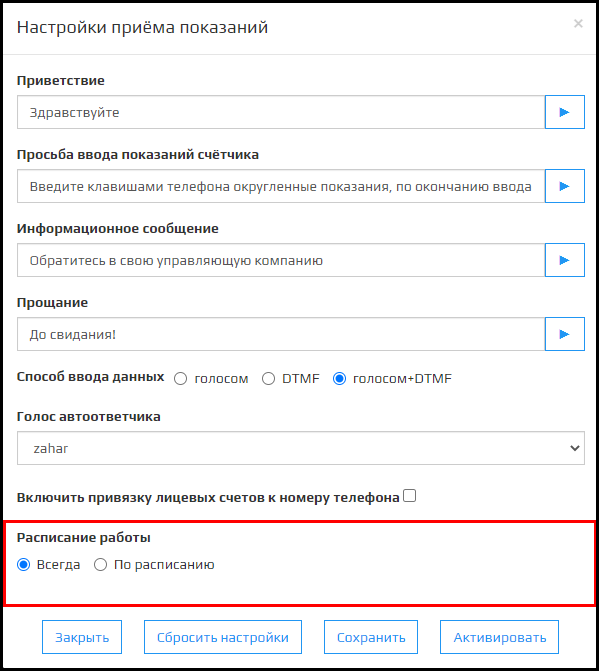 Настройки приёма показаний ×
Приветствие
Здравствуйте
Просьба ввода показаний счётчика
Введите клавишами телефона округленные показания, по окончанию ввода
Информационное сообщение
Обратитесь в свою управляющую компанию
Прощание
До свидания!
Способ ввода данных голосом DTMF голосом+DTMF
Голос автоответчика
zahar
Включить привязку лицевых счетов к номеру телефона
Расписание работы
Всегда По расписанию
Закрыть Сбросить настройки Сохранить Активировать